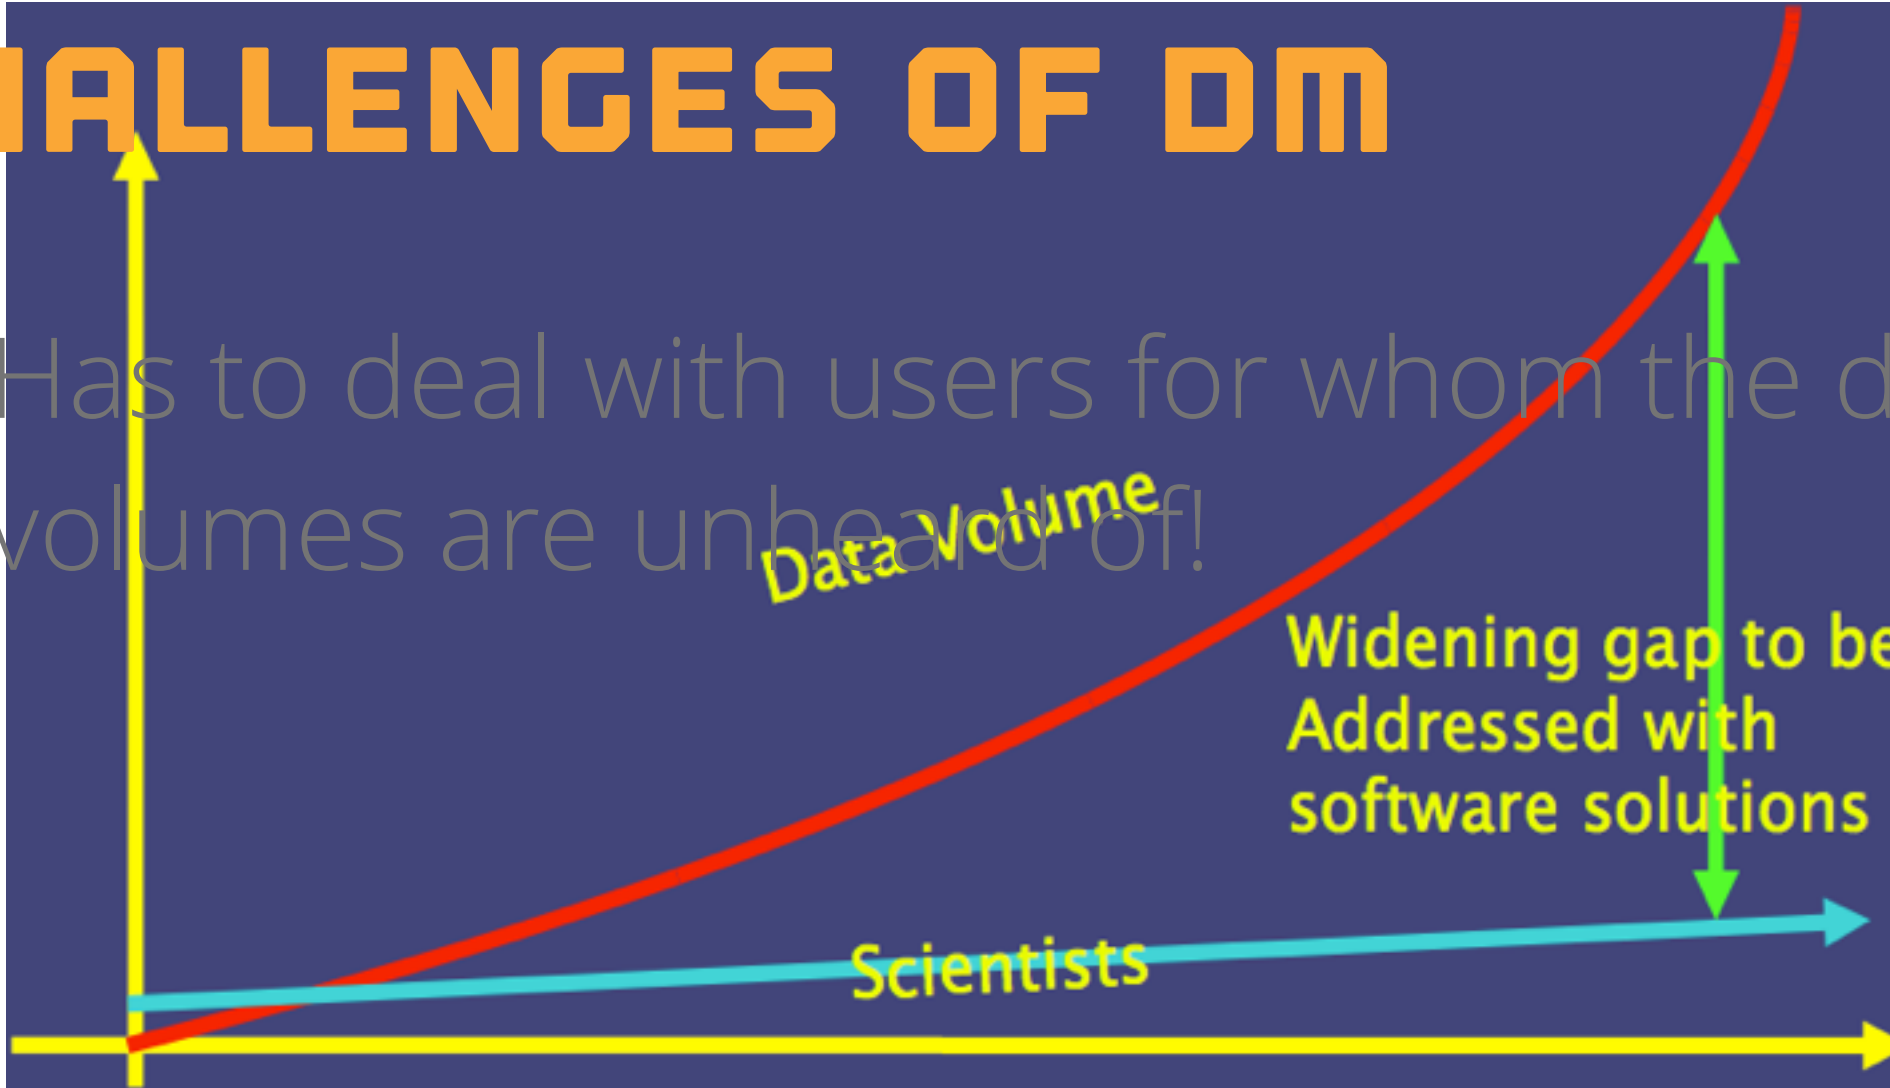 HALLENGES OF DM
Has to deal with users for whom the d
volumes are unheard of!
Data Volume
Widening gap to be
Addressed with
software solutions
Scientists